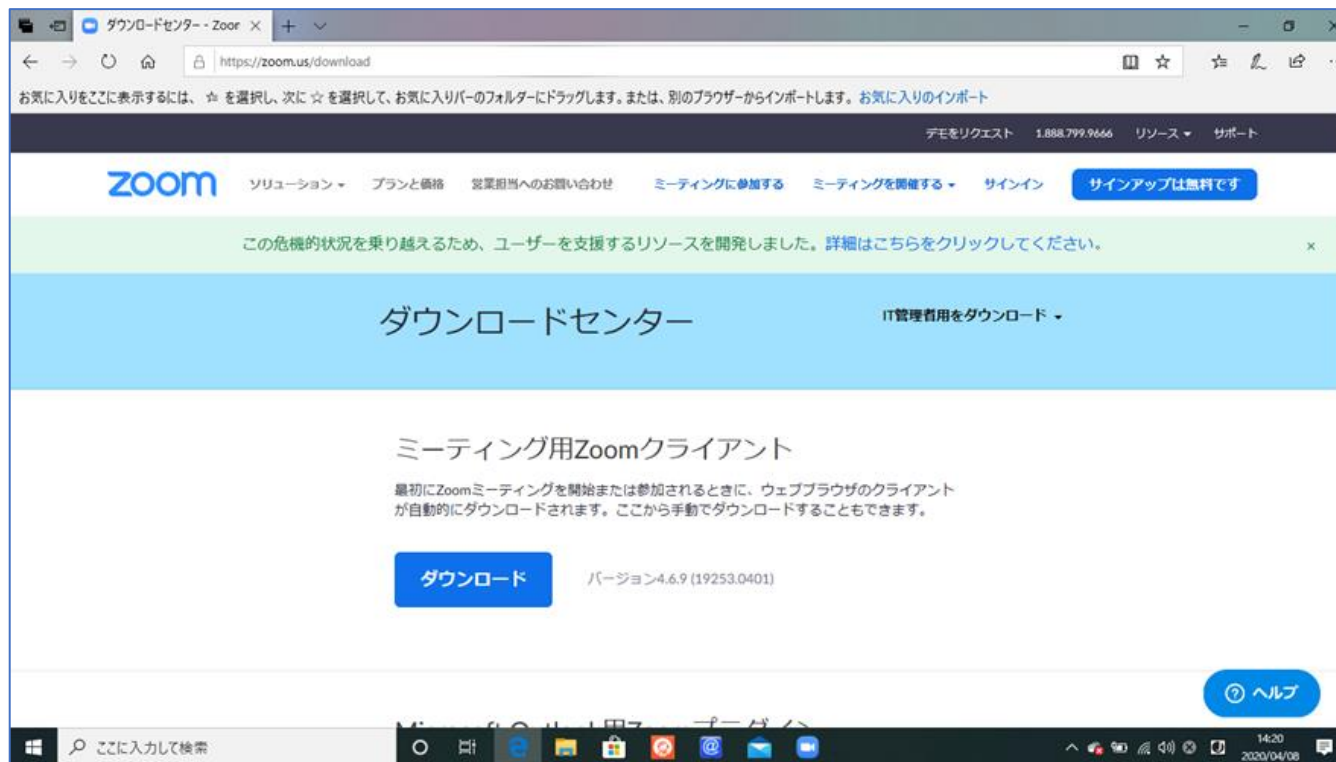 ダウンロードセンター - Zoor
https://zoom.us/download
お気に入りをここに表示するには、 を選択し、次に ☆ を選択して、お気に入りバーのフォルダーにドラッグします。または、別のブラウザーからインポートします。 お気に入りのインポート
デモをリクエスト 1.888.799.9666 リソース サポート
zoom ソリューション プランと価格 営業担当へのお問い合わせ ミーティングに参加する ミーティングを開催する サインイン サインアップは無料です
この危機的状況を乗り越えるため、ユーザーを支援するリソースを開発しました。詳細はこちらをクリックしてください。
ダウンロードセンター
IT管理者用をダウンロード
ミーティング用Zoomクライアント
最初にZoomミーティングを開始または参加されるときに、ウェブブラウザのクライアント
が自動的にダウンロードされます。ここから手動でダウンロードすることもできます。
ダウンロード バージョン4.6.9 (19253.0401)
ヘルプ
Microsoft Outlook用Zoomプラグイン
ここに入力して検索
14:20
2020/04/08